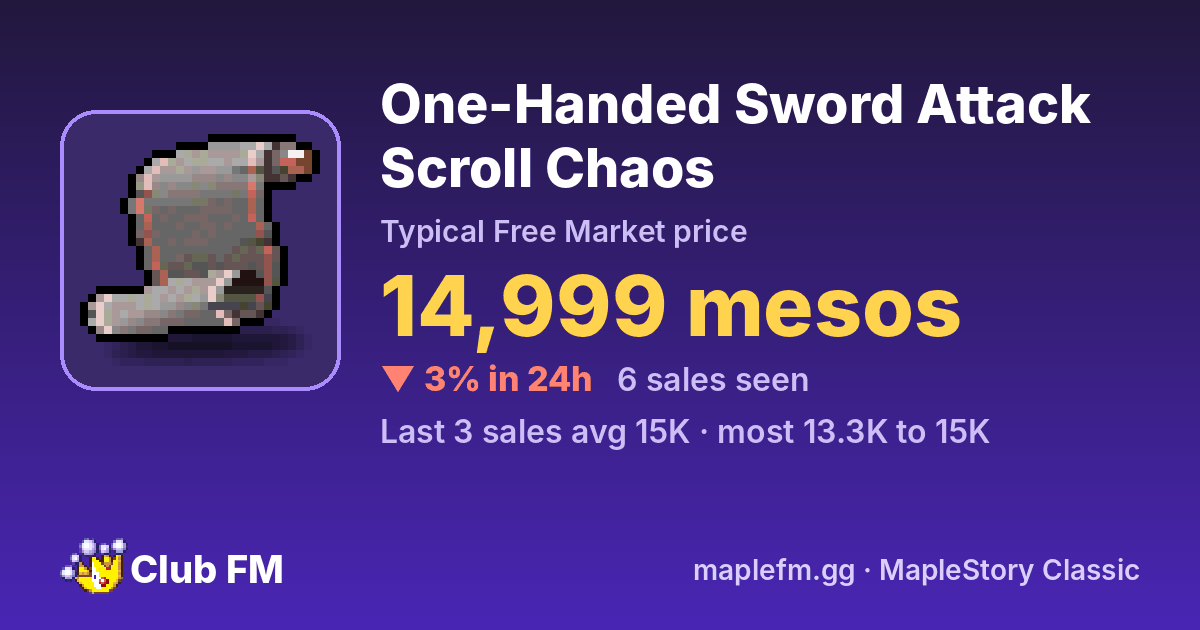 One-Handed Sword Attack
Scroll Chaos
Typical Free Market price
14,999 mesos
▼ 3% in 24h 6 sales seen
Last 3 sales avg 15K · most 13.3K to 15K
Club FM
maplefm.gg · MapleStory Classic